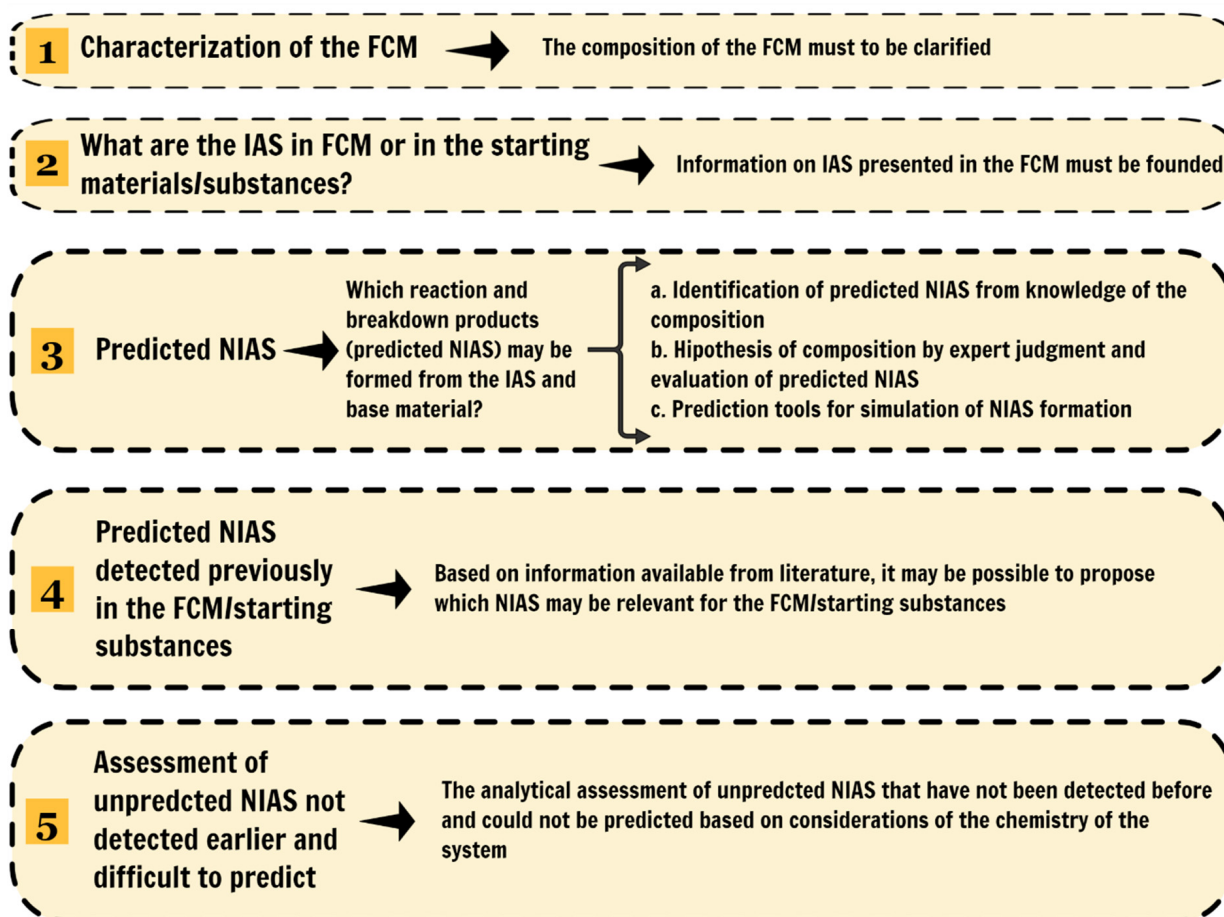 1
Characterization of the FCM
The composition of the FCM must to be clarified
2
What are the IAS in FCM or in the starting
materials/substances?
Information on IAS presented in the FCM must be founded
3
Predicted NIAS
Which reaction and
breakdown products
(predicted NIAS) may be
formed from the IAS and
base material?
a. Identification of predicted NIAS from knowledge of the
composition
b. Hipothesis of composition by expert judgment and
evaluation of predicted NIAS
c. Prediction tools for simulation of NIAS formation
4
Predicted NIAS
detected previously
in the FCM/starting
substances
Based on information available from literature, it may be possible to propose
which NIAS may be relevant for the FCM/starting substances
5
Assessment of
unpredcted NIAS not
detected earlier and
difficult to predict
The analytical assessment of unpredcted NIAS that have not been detected before
and could not be predicted based on considerations of the chemistry of the
system